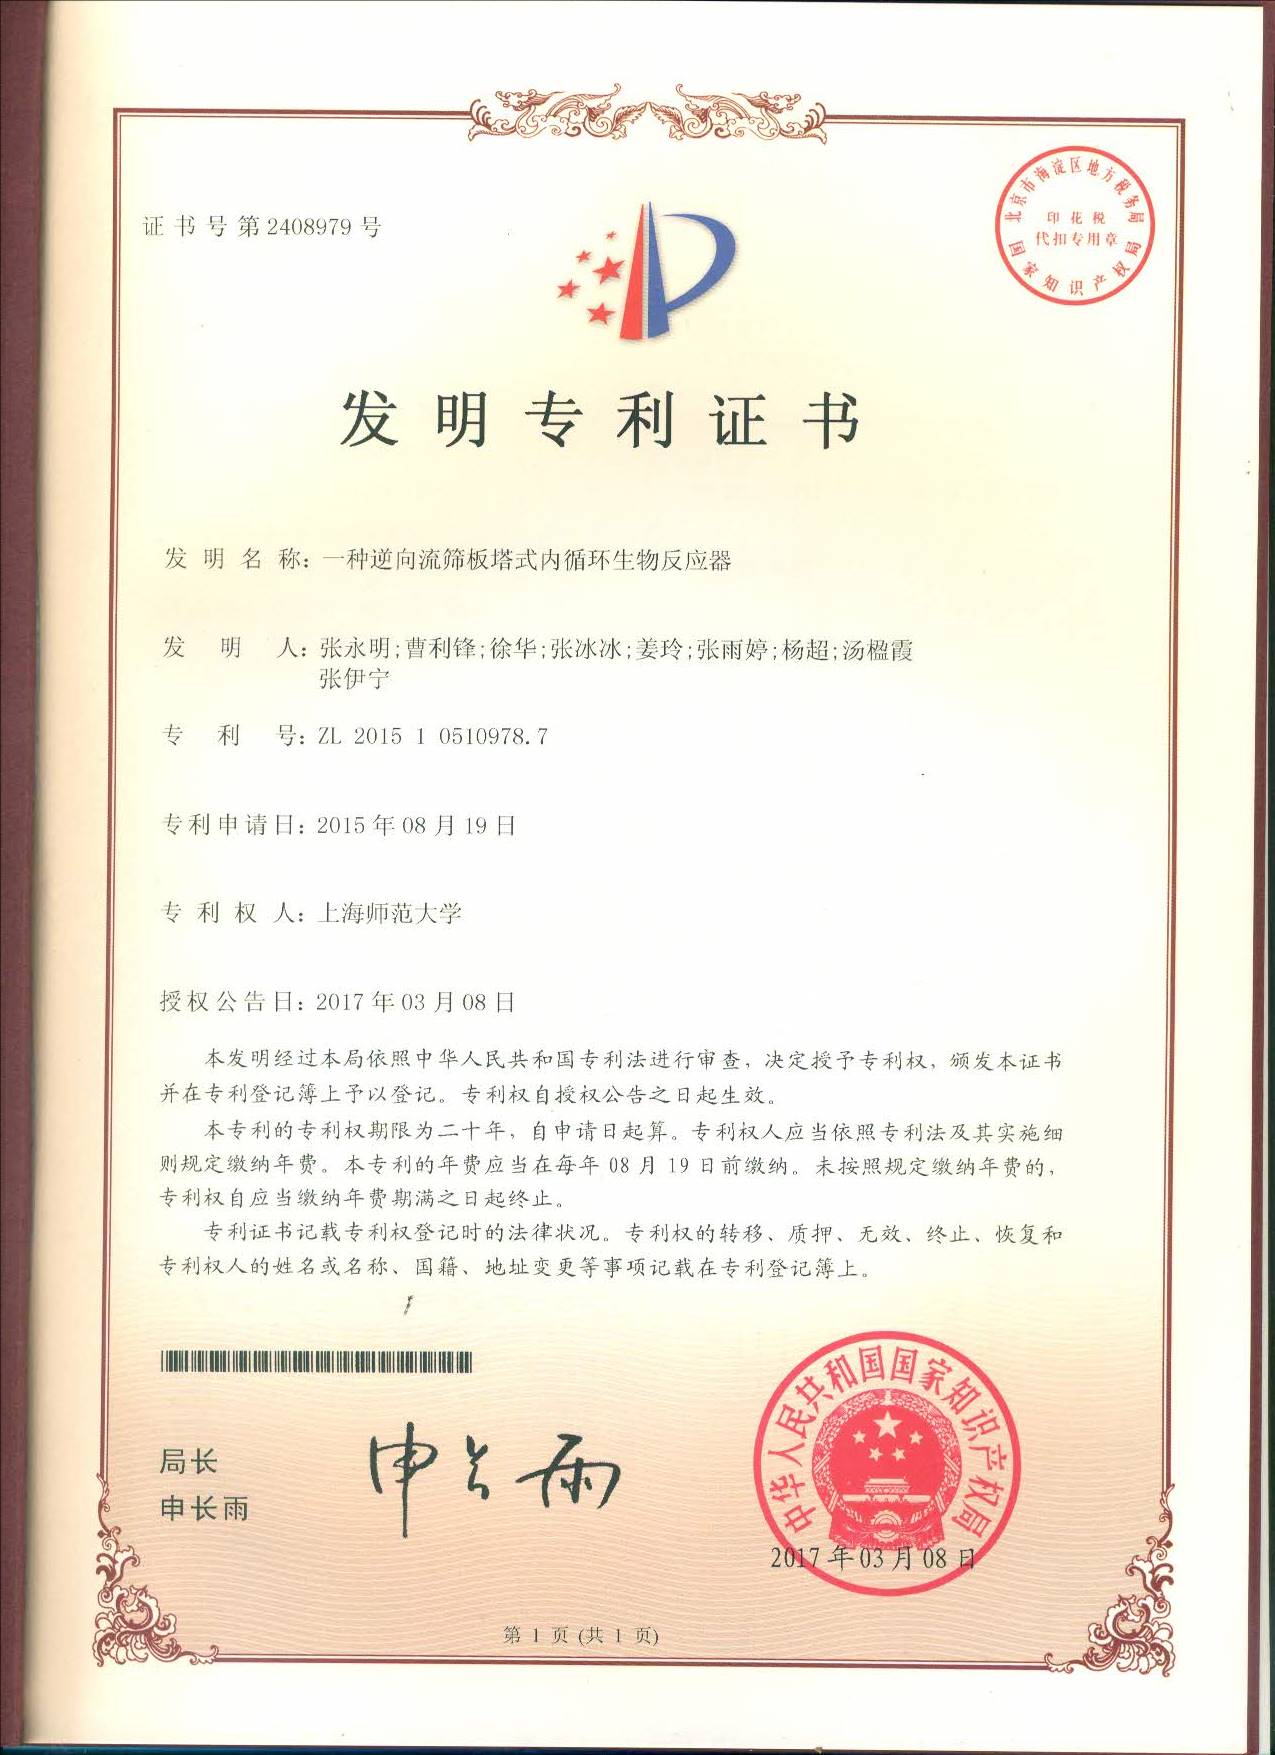 证书号第2408979号
北京市海淀区地方税务局
印花税
代扣专用章
国家知识产权局
发明专利证书
发明名称：一种逆向流筛板塔式内循环生物反应器
发明人：张永明;曹利锋;徐华;张冰冰;姜玲;张雨婷;杨超;汤楹霞
张伊宁
专利号：ZL 2015 1 0510978.7
专利申请日：2015年08月19日
专利权人：上海师范大学
授权公告日：2017年03月08日
本发明经过本局依照中华人民共和国专利法进行审查，决定授予专利权，颁发本证书
并在专利登记簿上予以登记。专利权自授权公告之日起生效。
本专利的专利权期限为二十年，自申请日起算。专利权人应当依照专利法及其实施细
则规定缴纳年费。本专利的年费应当在每年08月19日前缴纳。未按照规定缴纳年费的，
专利权自应当缴纳年费期满之日起终止。
专利证书记载专利权登记时的法律状况。专利权的转移、质押、无效、终止、恢复和
专利权人的姓名或名称、国籍、地址变更等事项记载在专利登记簿上。
局长
申长雨
申长雨
中华人民共和国国家知识产权局
2017年03月08日
第1页(共1页)